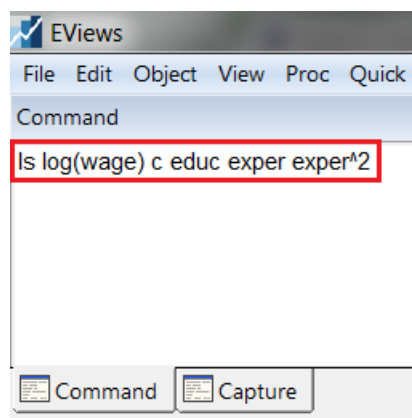 EViews
File Edit Object View Proc Quick
Command
ls log(wage) c educ exper exper^2
Command Capture